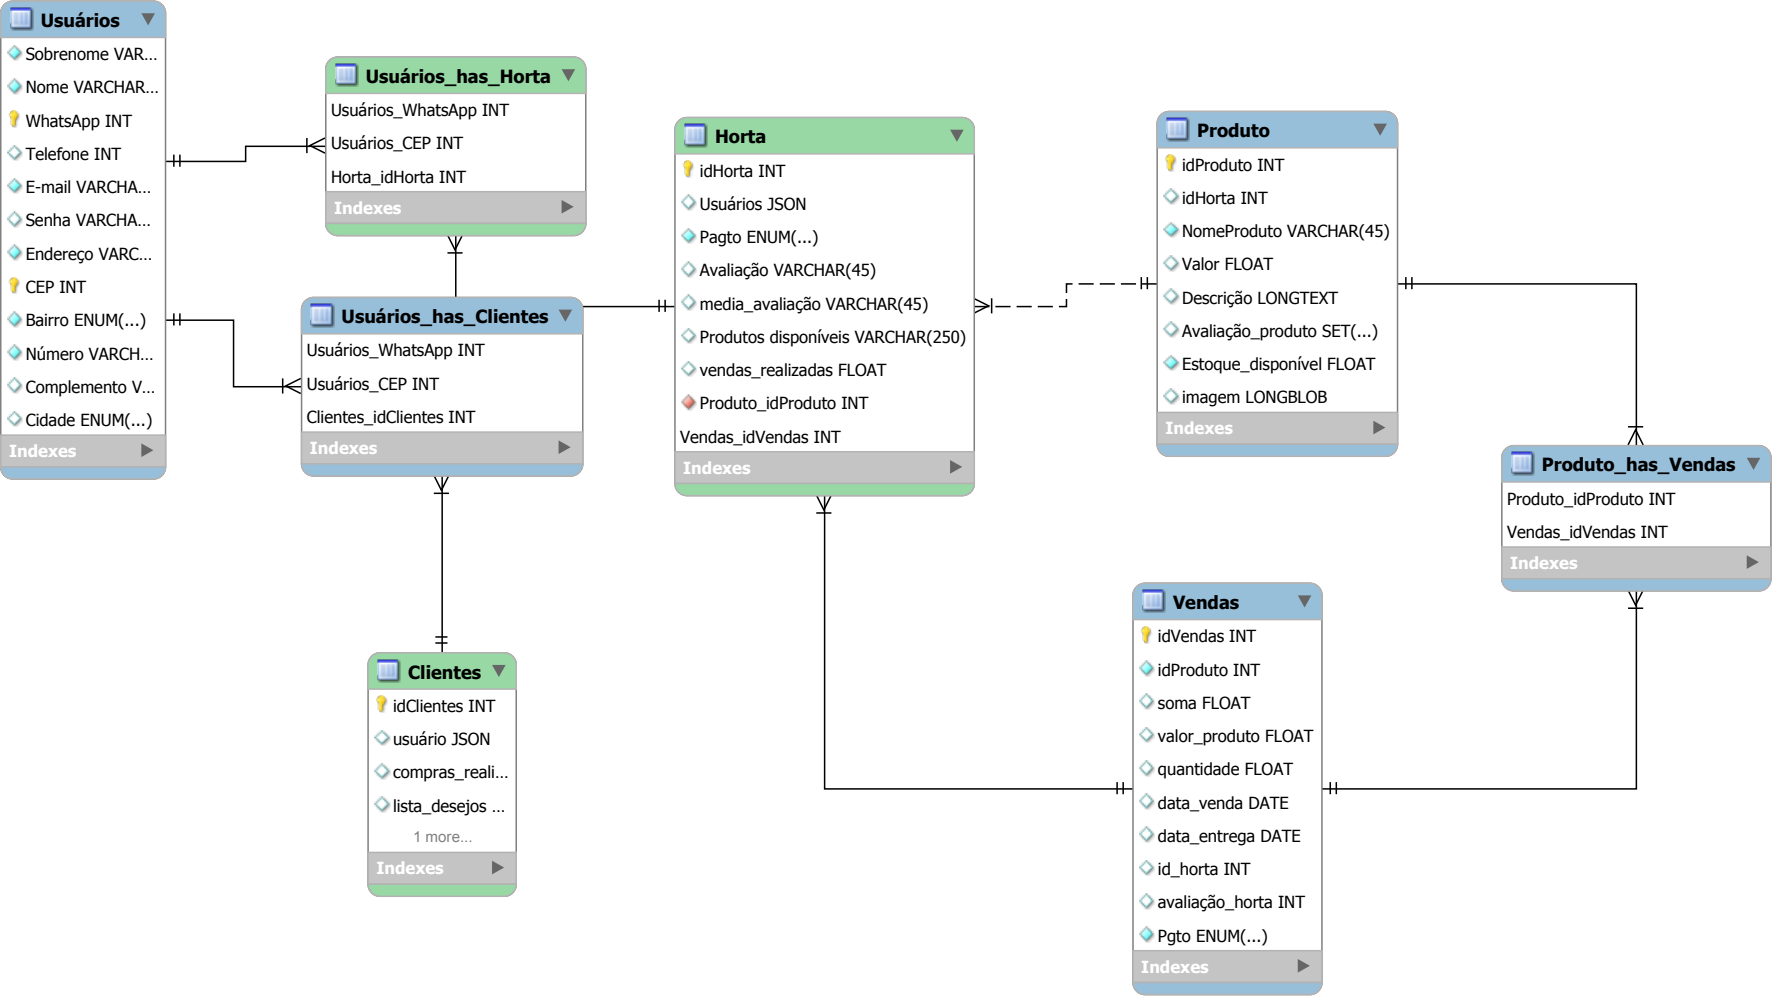 Usuários
Sobrenome VAR...
Nome VARCHAR...
WhatsApp INT
Telefone INT
E-mail VARCHA...
Senha VARCHA...
Endereço VARC...
CEP INT
Bairro ENUM(...)
Número VARCH...
Complemento V...
Cidade ENUM(...)
Indexes
Usuários_has_Horta
Usuários_WhatsApp INT
Usuários_CEP INT
Horta_idHorta INT
Indexes
Usuários_has_Clientes
Usuários_WhatsApp INT
Usuários_CEP INT
Clientes_idClientes INT
Indexes
Clientes
idClientes INT
usuário JSON
compras_reali...
lista_desejos ...
1 more...
Indexes
Horta
idHorta INT
Usuários JSON
Pagto ENUM(...)
Avaliação VARCHAR(45)
media_avaliação VARCHAR(45)
Produtos disponíveis VARCHAR(250)
vendas_realizadas FLOAT
Produto_idProduto INT
Vendas_idVendas INT
Indexes
Produto
idProduto INT
idHorta INT
NomeProduto VARCHAR(45)
Valor FLOAT
Descrição LONGTEXT
Avaliação_produto SET(...)
Estoque_disponível FLOAT
imagem LONGBLOB
Indexes
Produto_has_Vendas
Produto_idProduto INT
Vendas_idVendas INT
Indexes
Vendas
idVendas INT
idProduto INT
soma FLOAT
valor_produto FLOAT
quantidade FLOAT
data_venda DATE
data_entrega DATE
id_horta INT
avaliação_horta INT
Pgto ENUM(...)
Indexes